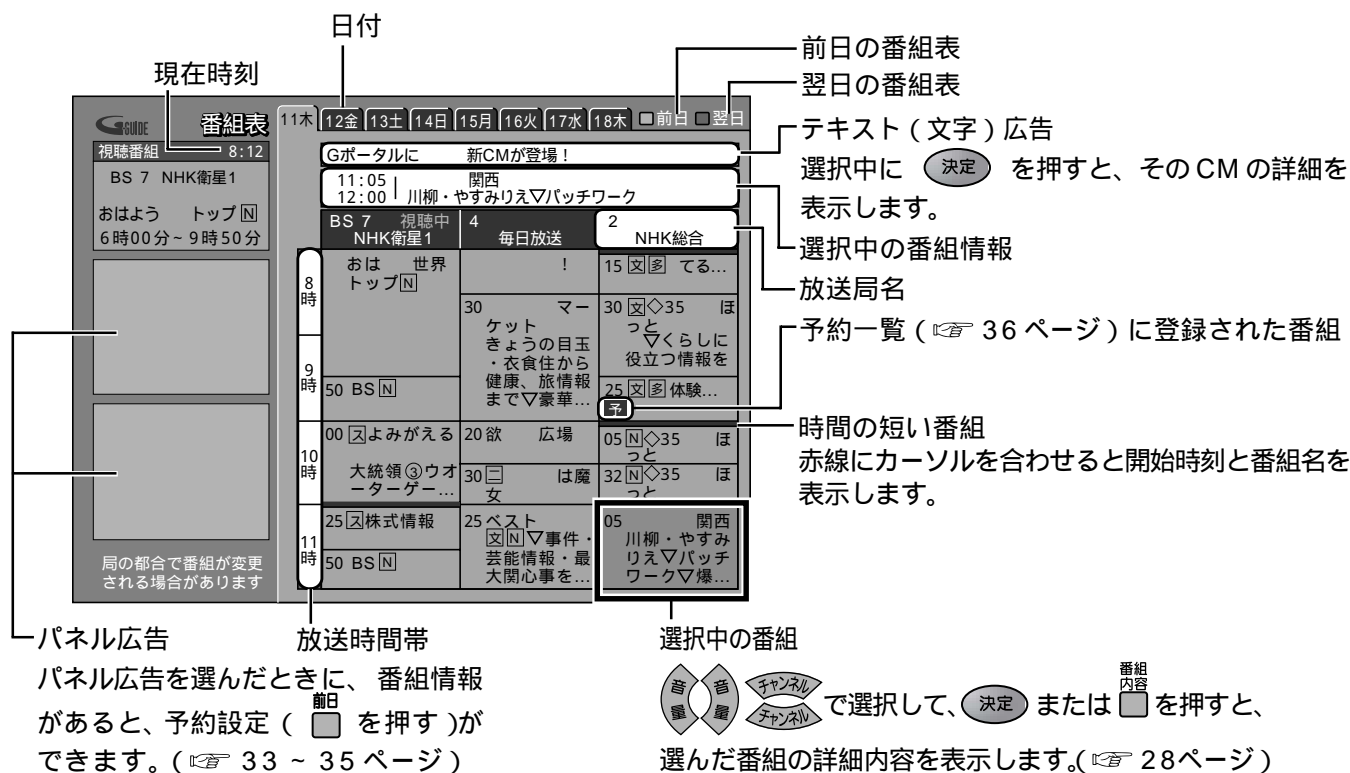 日付
現在時刻
前日の番組表
翌日の番組表
テキスト（文字）広告
選択中に 決定 を押すと、そのCMの詳細を
表示します。
選択中の番組情報
放送局名
予約一覧（☞ 36 ページ）に登録された番組
時間の短い番組
赤線にカーソルを合わせると開始時刻と番組名を
表示します。
GGUIDE 番組表
11木 12金 13土 14日 15月 16火 17水 18木 前日 翌日
視聴番組 8:12
BS 7 NHK衛星1
おはよう トップN
6時00分~9時50分
Gポータルに 新CMが登場！
11:05 関西
12:00 川柳・やすみりえ▽パッチワーク
BS 7 視聴中
NHK衛星1
4
毎日放送
2
NHK総合
8時
9時
10時
11時
おは 世界
トップN
50 BSN
00 スよみがえる
大統領③ウオ
ーターゲー…
25ス株式情報
50 BSN
！
30 マー
ケット
きょうの目玉
・衣食住から
健康、旅情報
まで▽豪華…
20欲 広場
30二 は魔
女
25ベスト
文N▽事件・
芸能情報・最
大関心事を…
15文多 てる…
30文◇35 ほ
っと
▽くらしに
役立つ情報を
25文多体験…
予
05N◇35 ほ
っと
32N◇35 ほ
っと
05 関西
川柳・やすみ
りえ▽パッチ
ワーク▽爆…
局の都合で番組が変更
される場合があります
パネル広告
パネル広告を選んだときに、番組情報
があると、予約設定（ 前日 を押す）が
できます。（☞ 33 ~ 35 ページ）
放送時間帯
選択中の番組
音量 音量 チャンネル チャンネル で選択して、決定 または 番組内容 を押すと、
選んだ番組の詳細内容を表示します。（☞ 28ページ）